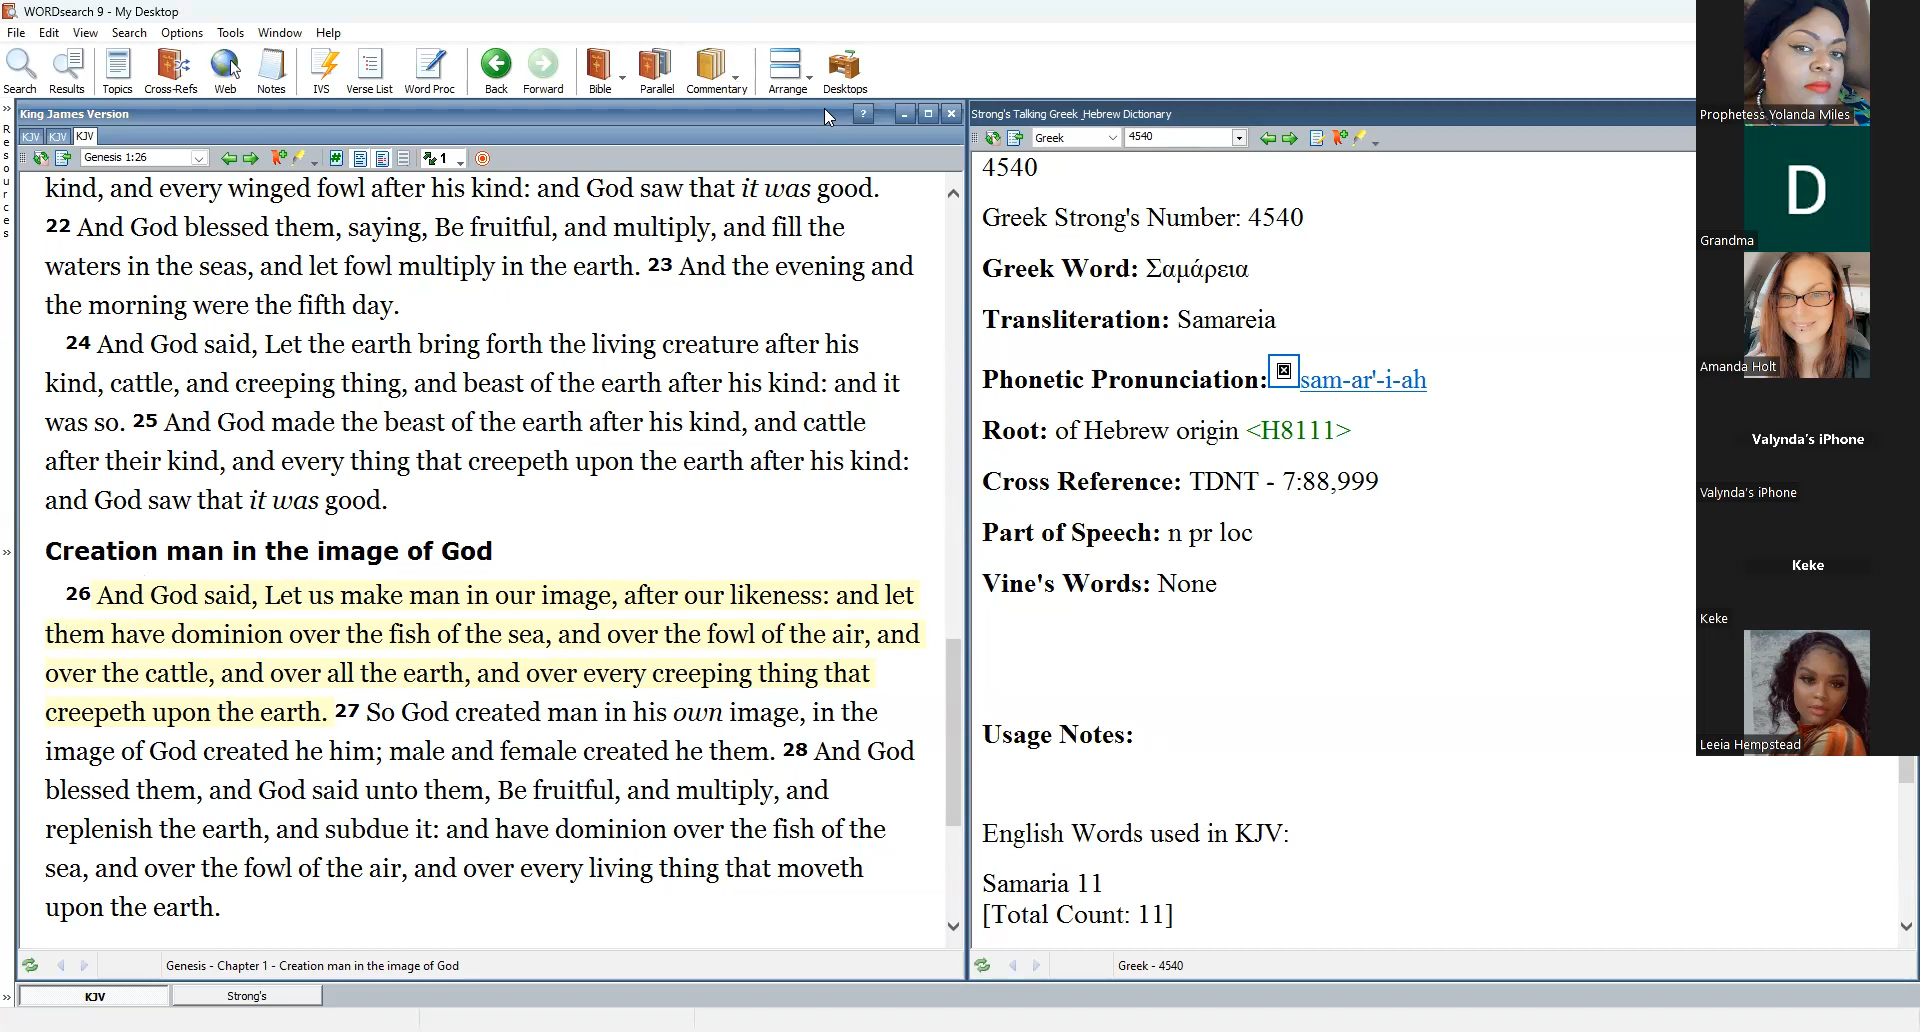 WORDsearch 9 - My Desktop
File Edit View Search Options Tools Window Help
Search Results Topics Cross-Refs Web Notes IVS Verse List Word Proc Back Forward Bible Parallel Commentary Arrange Desktops
King James Version
KJV KJV KJV
Genesis 1:26
1
Resources
kind, and every winged fowl after his kind: and God saw that it was good.
22 And God blessed them, saying, Be fruitful, and multiply, and fill the
waters in the seas, and let fowl multiply in the earth. 23 And the evening and
the morning were the fifth day.
24 And God said, Let the earth bring forth the living creature after his
kind, cattle, and creeping thing, and beast of the earth after his kind: and it
was so. 25 And God made the beast of the earth after his kind, and cattle
after their kind, and every thing that creepeth upon the earth after his kind:
and God saw that it was good.
Creation man in the image of God
26 And God said, Let us make man in our image, after our likeness: and let
them have dominion over the fish of the sea, and over the fowl of the air, and
over the cattle, and over all the earth, and over every creeping thing that
creepeth upon the earth. 27 So God created man in his own image, in the
image of God created he him; male and female created he them. 28 And God
blessed them, and God said unto them, Be fruitful, and multiply, and
replenish the earth, and subdue it: and have dominion over the fish of the
sea, and over the fowl of the air, and over every living thing that moveth
upon the earth.
Genesis - Chapter 1 - Creation man in the image of God
KJV Strong's
Strong's Talking Greek _Hebrew Dictionary
Greek 4540
4540
Greek Strong's Number: 4540
Greek Word: Σαμάρεια
Transliteration: Samareia
Phonetic Pronunciation: sam-ar'-i-ah
Root: of Hebrew origin <H8111>
Cross Reference: TDNT - 7:88,999
Part of Speech: n pr loc
Vine's Words: None
Usage Notes:
English Words used in KJV:
Samaria 11
[Total Count: 11]
Greek - 4540
Prophetess Yolanda Miles
D
Grandma
Amanda Holt
Valynda's iPhone
Valynda's iPhone
Keke
Keke
Leeia Hempstead